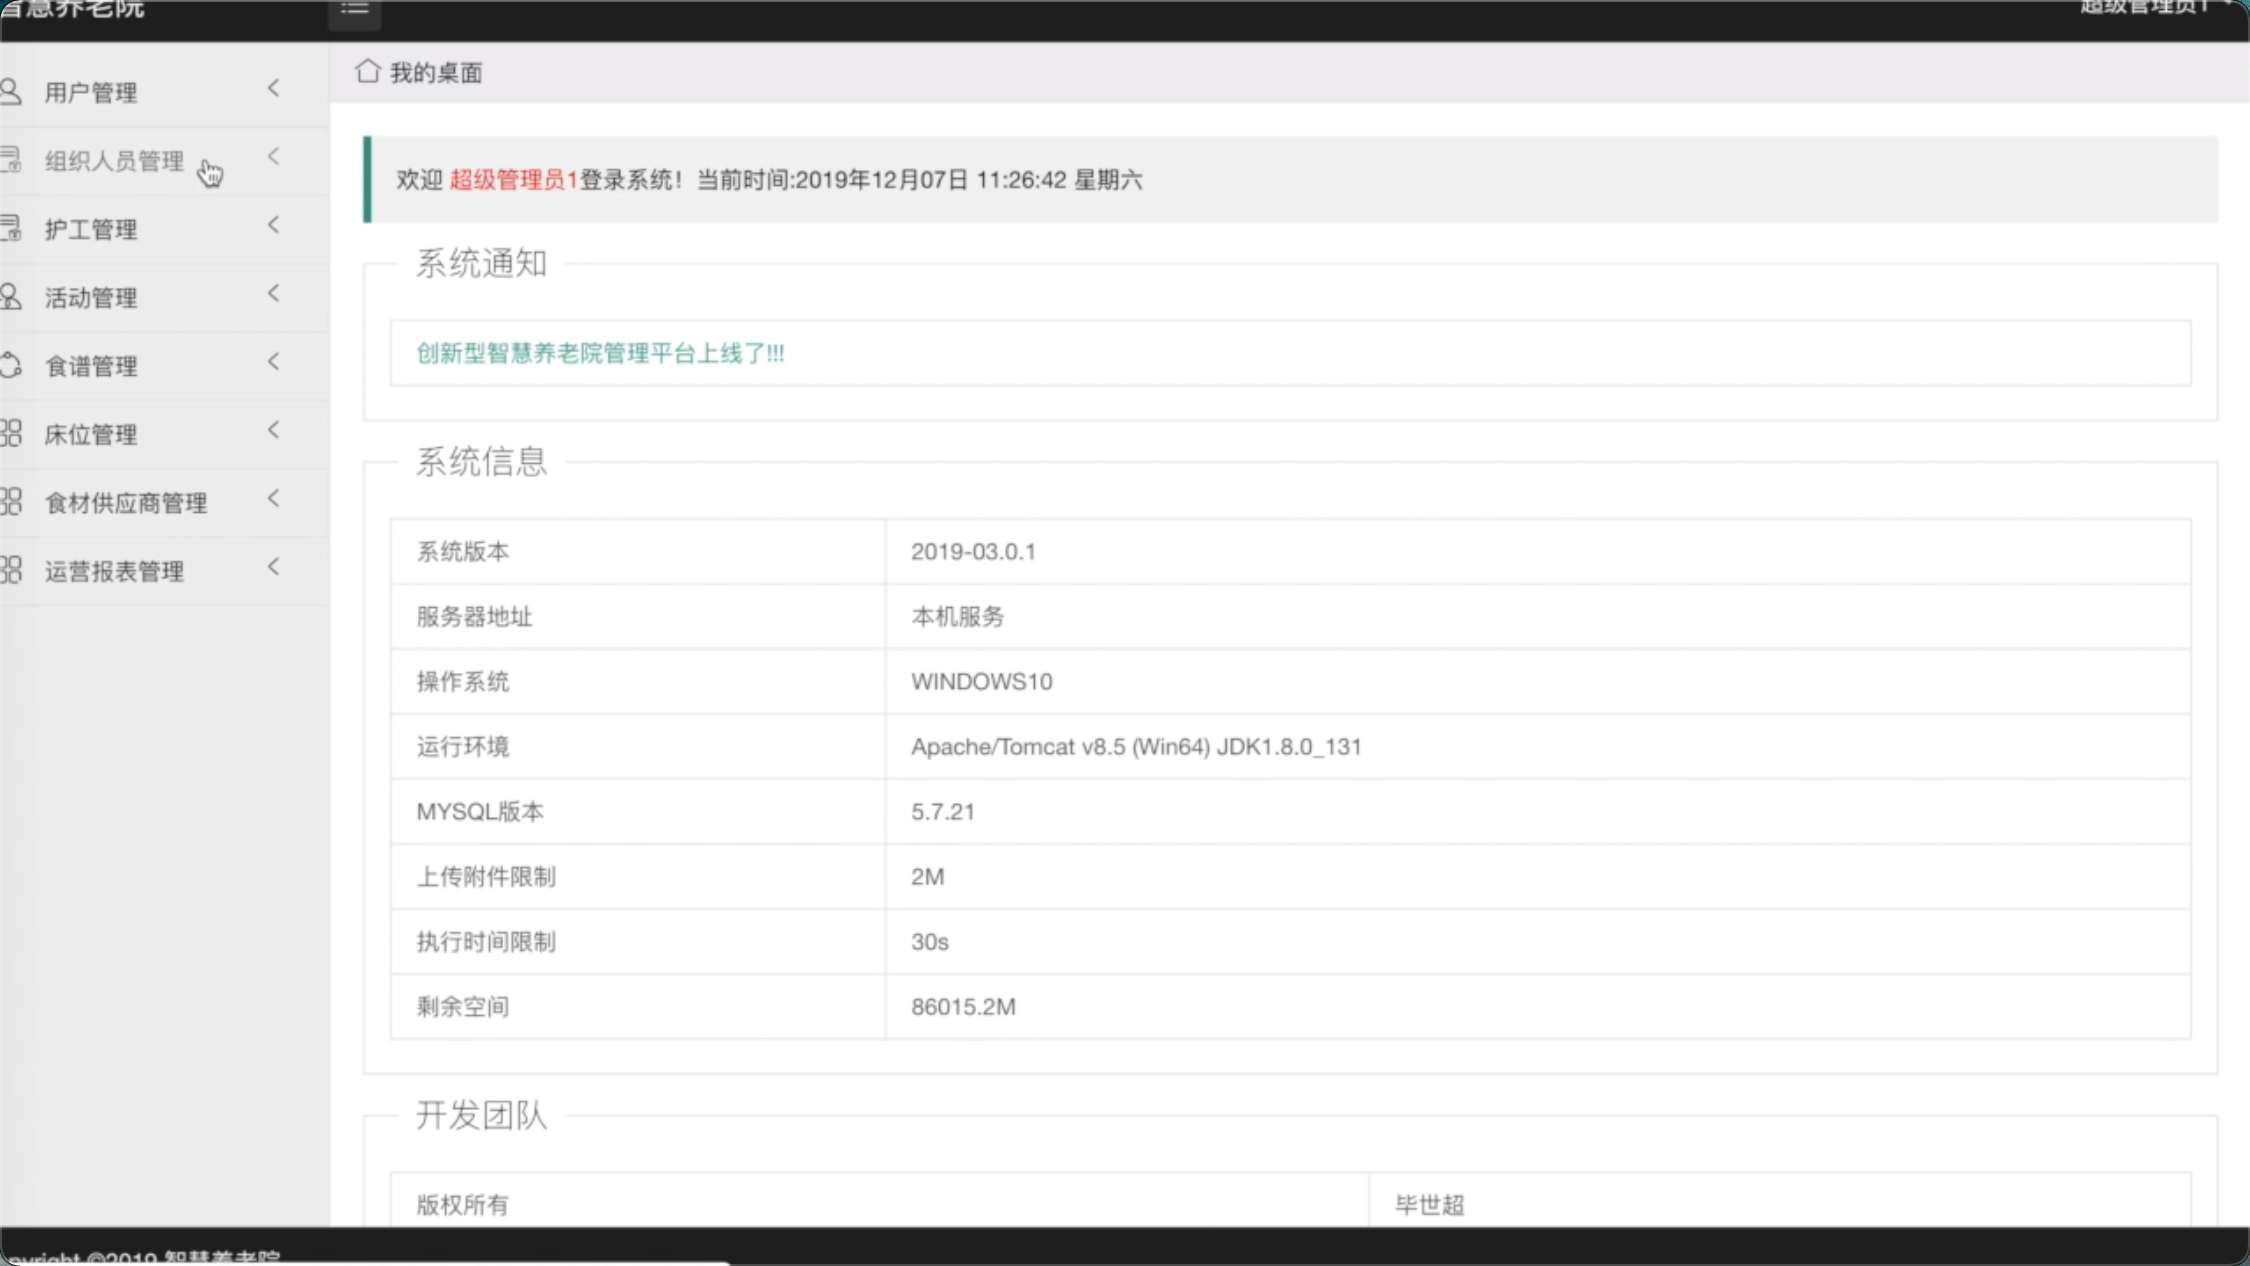 智慧养老院
超级管理员1
用户管理
组织人员管理
护工管理
活动管理
食谱管理
床位管理
食材供应商管理
运营报表管理
我的桌面
欢迎 超级管理员1登录系统！当前时间:2019年12月07日 11:26:42 星期六
系统通知
创新型智慧养老院管理平台上线了!!!
系统信息
系统版本 2019-03.0.1
服务器地址 本机服务
操作系统 WINDOWS10
运行环境 Apache/Tomcat v8.5 (Win64) JDK1.8.0_131
MYSQL版本 5.7.21
上传附件限制 2M
执行时间限制 30s
剩余空间 86015.2M
开发团队
版权所有 毕世超
pyright ©2019 智慧养老院